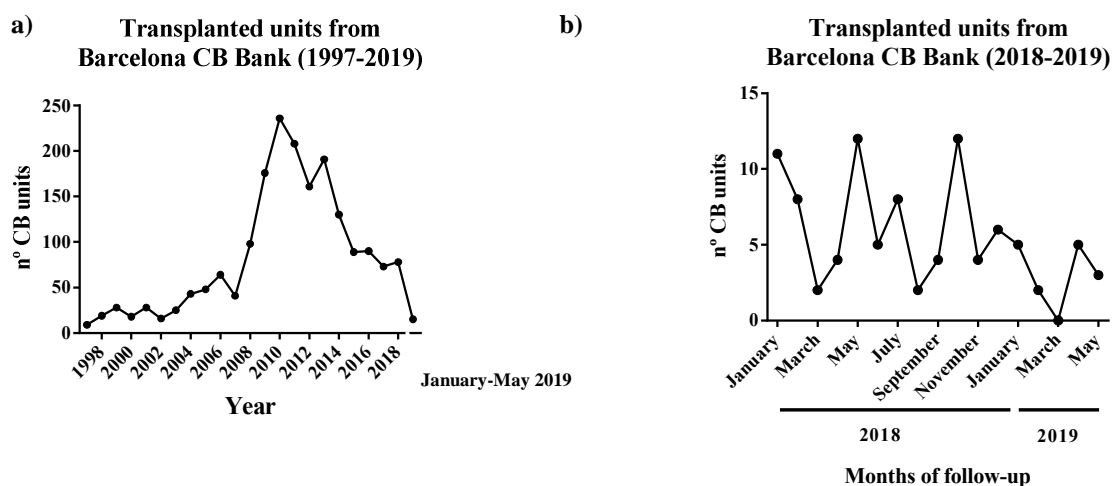 a)
Transplanted units from
Barcelona CB Bank (1997-2019)
nº CB units
250
200
150
100
50
0
1998
2000
2002
2004
2006
2008
2010
2012
2014
2016
2018
January-May 2019
Year
b)
Transplanted units from
Barcelona CB Bank (2018-2019)
nº CB units
15
10
5
0
January
March
May
July
September
November
January
March
May
2018
2019
Months of follow-up